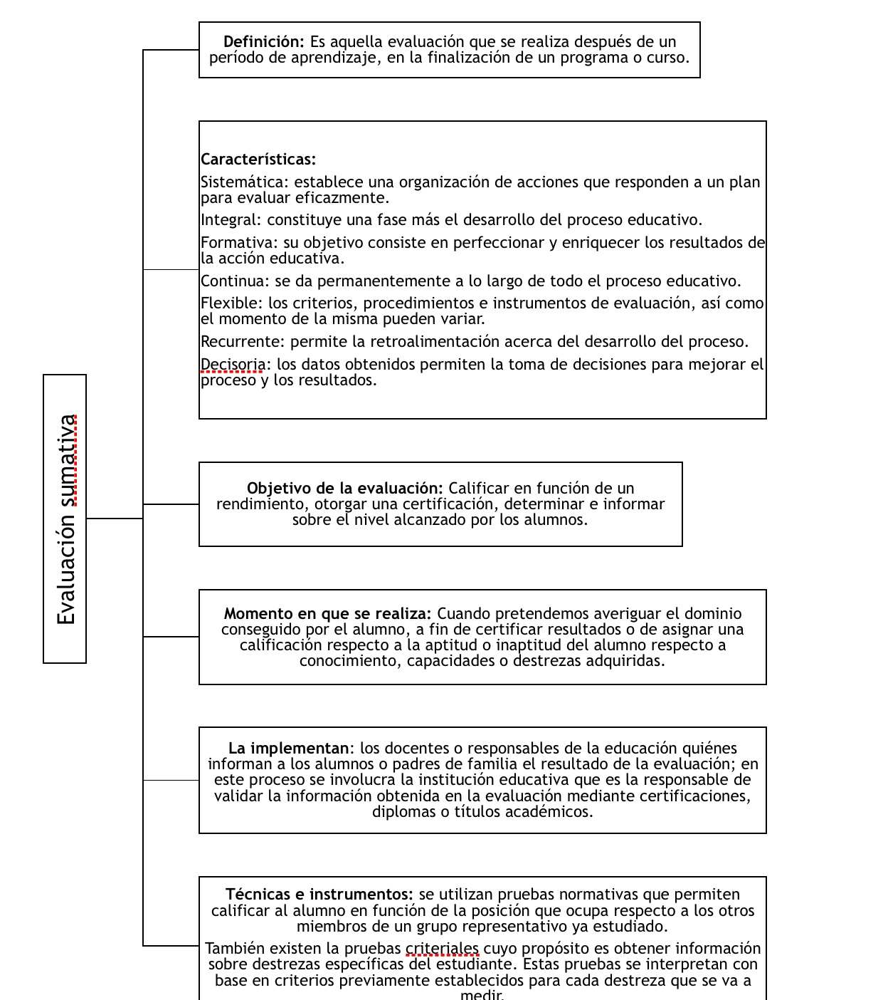 Definición: Es aquella evaluación que se realiza después de un
período de aprendizaje, en la finalización de un programa o curso.
Características:
Sistemática: establece una organización de acciones que responden a un plan
para evaluar eficazmente.
Integral: constituye una fase más el desarrollo del proceso educativo.
Formativa: su objetivo consiste en perfeccionar y enriquecer los resultados de
la acción educativa.
Continua: se da permanentemente a lo largo de todo el proceso educativo.
Flexible: los criterios, procedimientos e instrumentos de evaluación, así como
el momento de la misma pueden variar.
Recurrente: permite la retroalimentación acerca del desarrollo del proceso.
Decisoria: los datos obtenidos permiten la toma de decisiones para mejorar el
proceso y los resultados.
Evaluación sumativa
Objetivo de la evaluación: Calificar en función de un
rendimiento, otorgar una certificación, determinar e informar
sobre el nivel alcanzado por los alumnos.
Momento en que se realiza: Cuando pretendemos averiguar el dominio
conseguido por el alumno, a fin de certificar resultados o de asignar una
calificación respecto a la aptitud o inaptitud del alumno respecto a
conocimiento, capacidades o destrezas adquiridas.
La implementan: los docentes o responsables de la educación quiénes
informan a los alumnos o padres de familia el resultado de la evaluación; en
este proceso se involucra la institución educativa que es la responsable de
validar la información obtenida en la evaluación mediante certificaciones,
diplomas o títulos académicos.
Técnicas e instrumentos: se utilizan pruebas normativas que permiten
calificar al alumno en función de la posición que ocupa respecto a los otros
miembros de un grupo representativo ya estudiado.
También existen la pruebas criteriales cuyo propósito es obtener información
sobre destrezas específicas del estudiante. Estas pruebas se interpretan con
base en criterios previamente establecidos para cada destreza que se va a
medir.